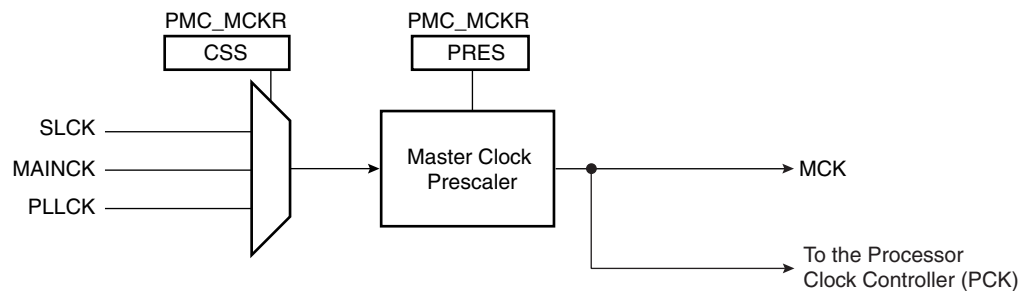 PMC_MCKR
PMC_MCKR
CSS
PRES
SLCK
MAINCK
PLLCK
Master Clock
Prescaler
MCK
To the Processor
Clock Controller (PCK)